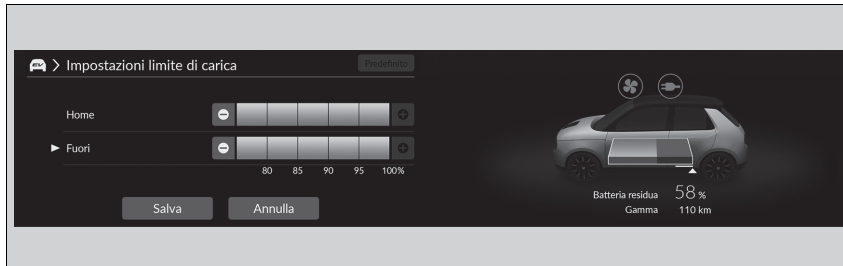 EV > Impostazioni limite di carica
Predefinito
Home
Fuori
80 85 90 95 100%
Salva
Annulla
Batteria residua 58 %
Gamma 110 km